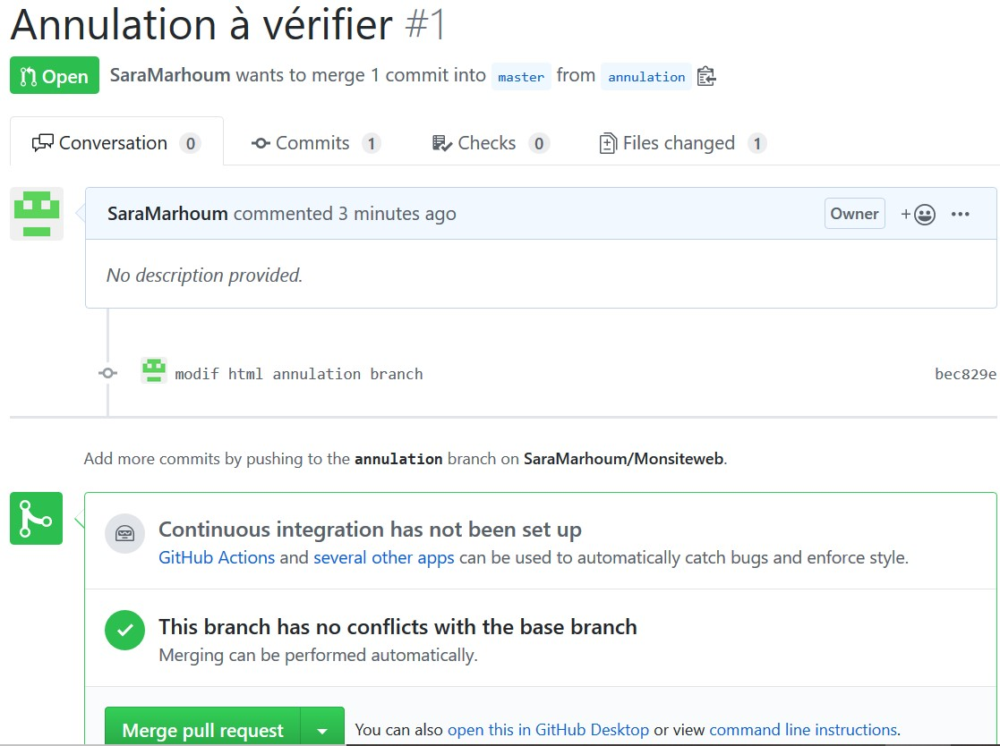 Annulation à vérifier #1
Open SaraMarhoum wants to merge 1 commit into master from annulation
Conversation 0 Commits 1 Checks 0 Files changed 1
SaraMarhoum commented 3 minutes ago Owner +
No description provided.
modif html annulation branch bec829e
Add more commits by pushing to the annulation branch on SaraMarhoum/Monsiteweb.
Continuous integration has not been set up
GitHub Actions and several other apps can be used to automatically catch bugs and enforce style.
This branch has no conflicts with the base branch
Merging can be performed automatically.
Merge pull request You can also open this in GitHub Desktop or view command line instructions.